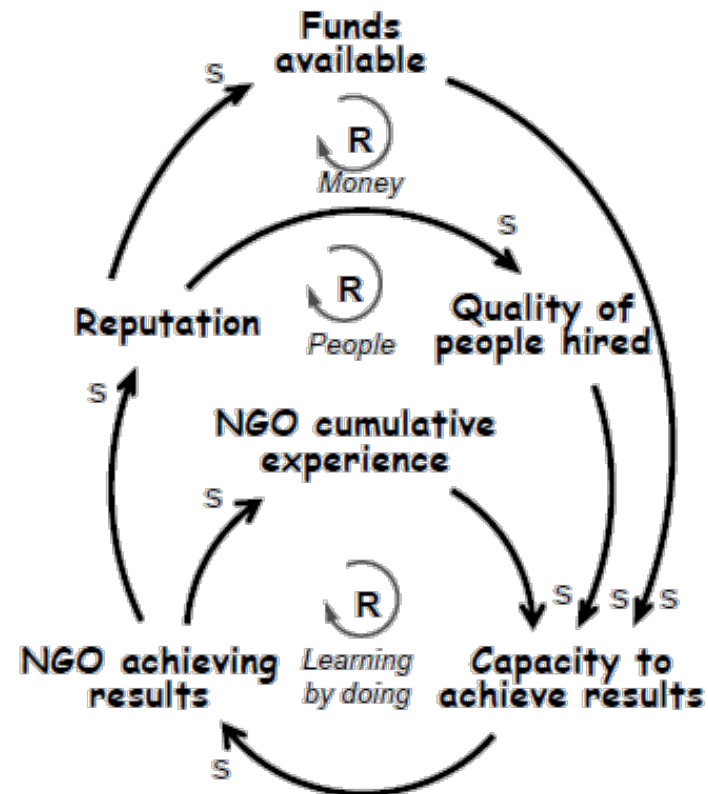 Funds
available
S
R
Money
S
R
People
Reputation
Quality of
people hired
S
NGO cumulative
experience
S
S
S
S
R
Learning
by doing
NGO achieving
results
Capacity to
achieve results
S